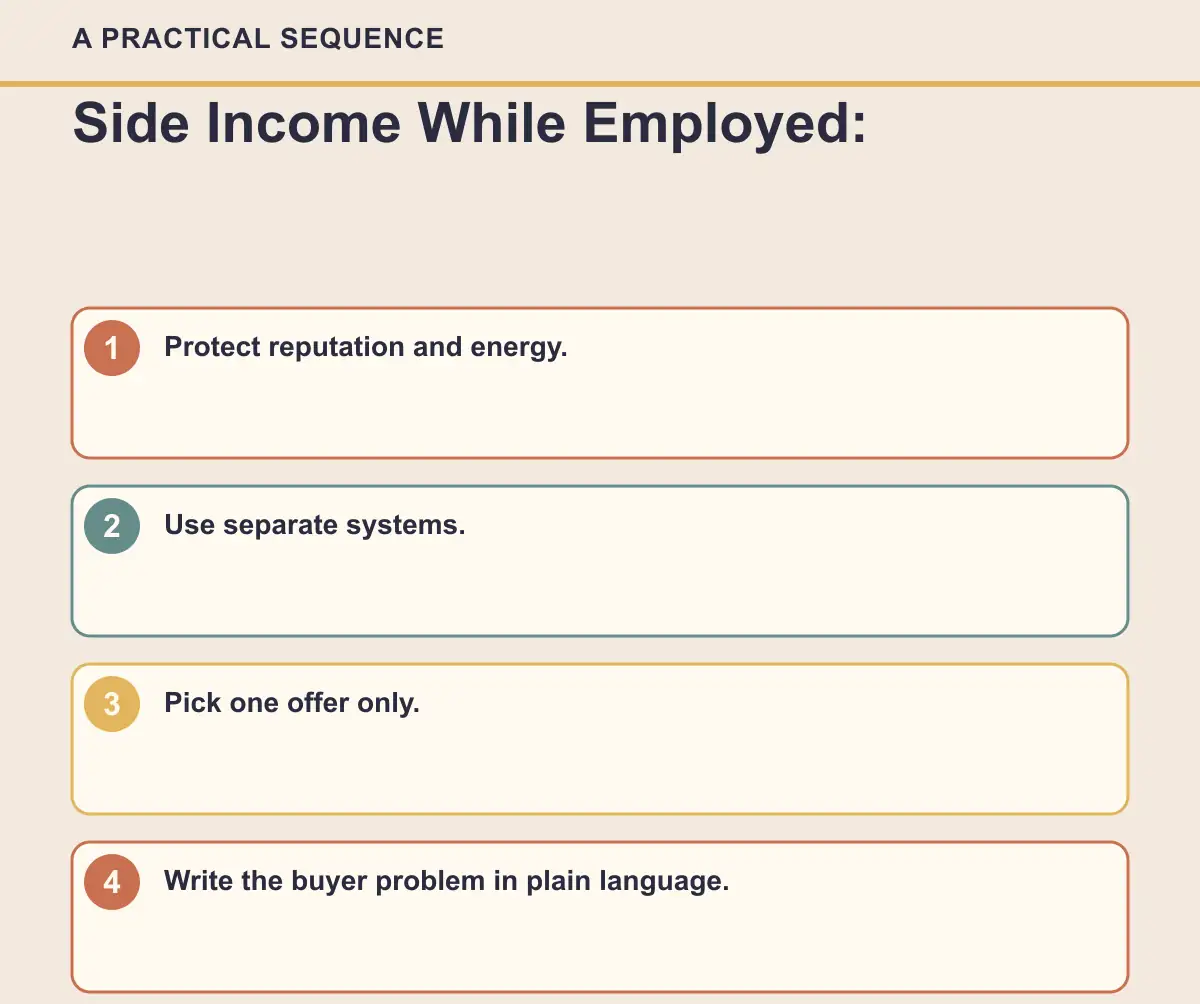 A PRACTICAL SEQUENCE
Side Income While Employed:
1 Protect reputation and energy.
2 Use separate systems.
3 Pick one offer only.
4 Write the buyer problem in plain language.